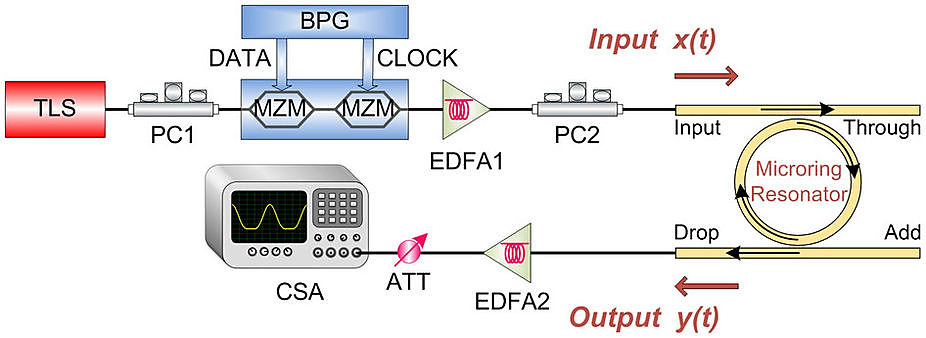 BPG
DATA
CLOCK
TLS
PC1
MZM
MZM
EDFA1
PC2
Input x(t)
Input
Through
Microring
Resonator
Drop
Add
CSA
ATT
EDFA2
Output y(t)